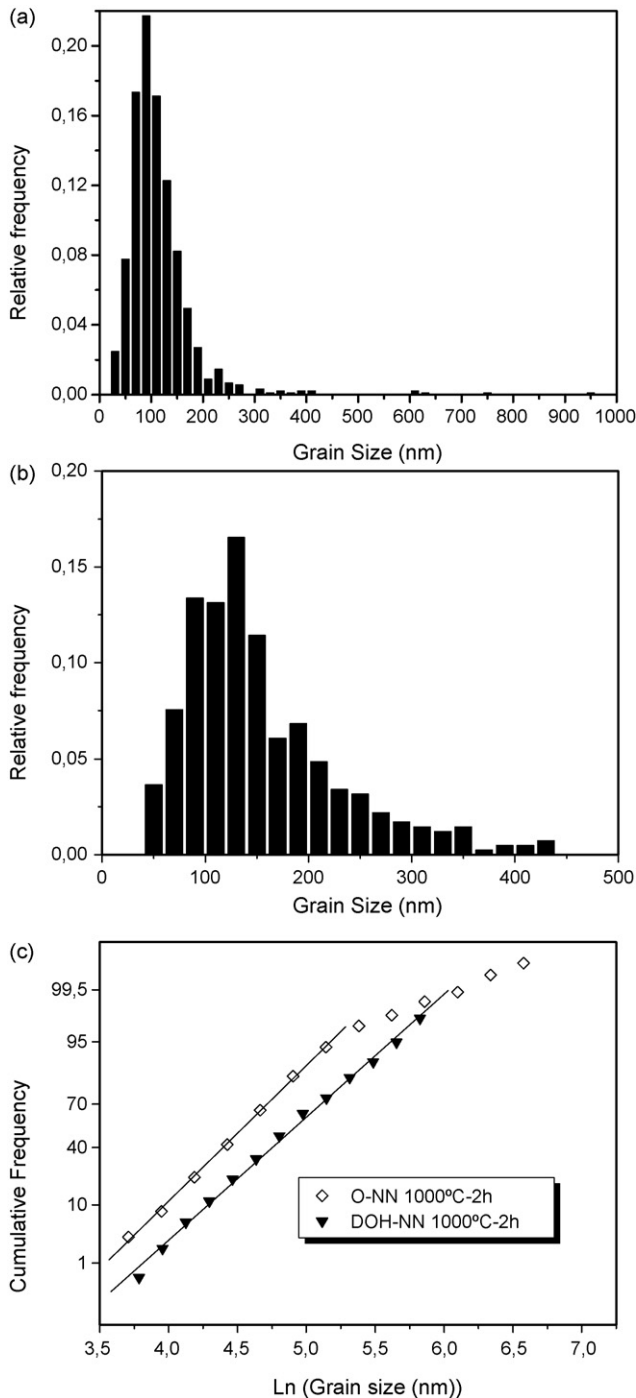 (a)
0,20
0,16
0,12
0,08
0,04
0,00
Relative frequency
0 100 200 300 400 500 600 700 800 900 1000
Grain Size (nm)
(b)
0,20
0,15
0,10
0,05
0,00
Relative frequency
0 100 200 300 400 500
Grain Size (nm)
(c)
99,5
95
70
40
10
1
Cumulative Frequency
O-NN 1000ºC-2h
DOH-NN 1000ºC-2h
3,5 4,0 4,5 5,0 5,5 6,0 6,5 7,0
Ln (Grain size (nm))